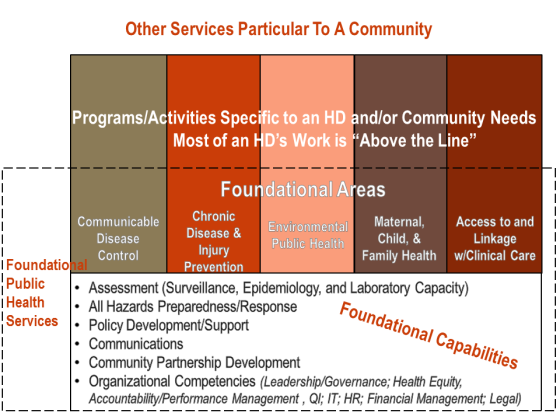 Other Services Particular To A Community
Programs/Activities Specific to an HD and/or Community Needs
Most of an HD's Work is “Above the Line”
Foundational Areas
Communicable
Disease
Control
Chronic
Disease &
Injury
Prevention
Environmental
Public Health
Maternal,
Child, &
Family Health
Access to and
Linkage
w/Clinical Care
Foundational
Public
Health
Services
• Assessment (Surveillance, Epidemiology, and Laboratory Capacity)
• All Hazards Preparedness/Response
• Policy Development/Support
• Communications
• Community Partnership Development
• Organizational Competencies (Leadership/Governance; Health Equity,
Accountability/Performance Management , QI; IT; HR; Financial Management; Legal)
Foundational Capabilities